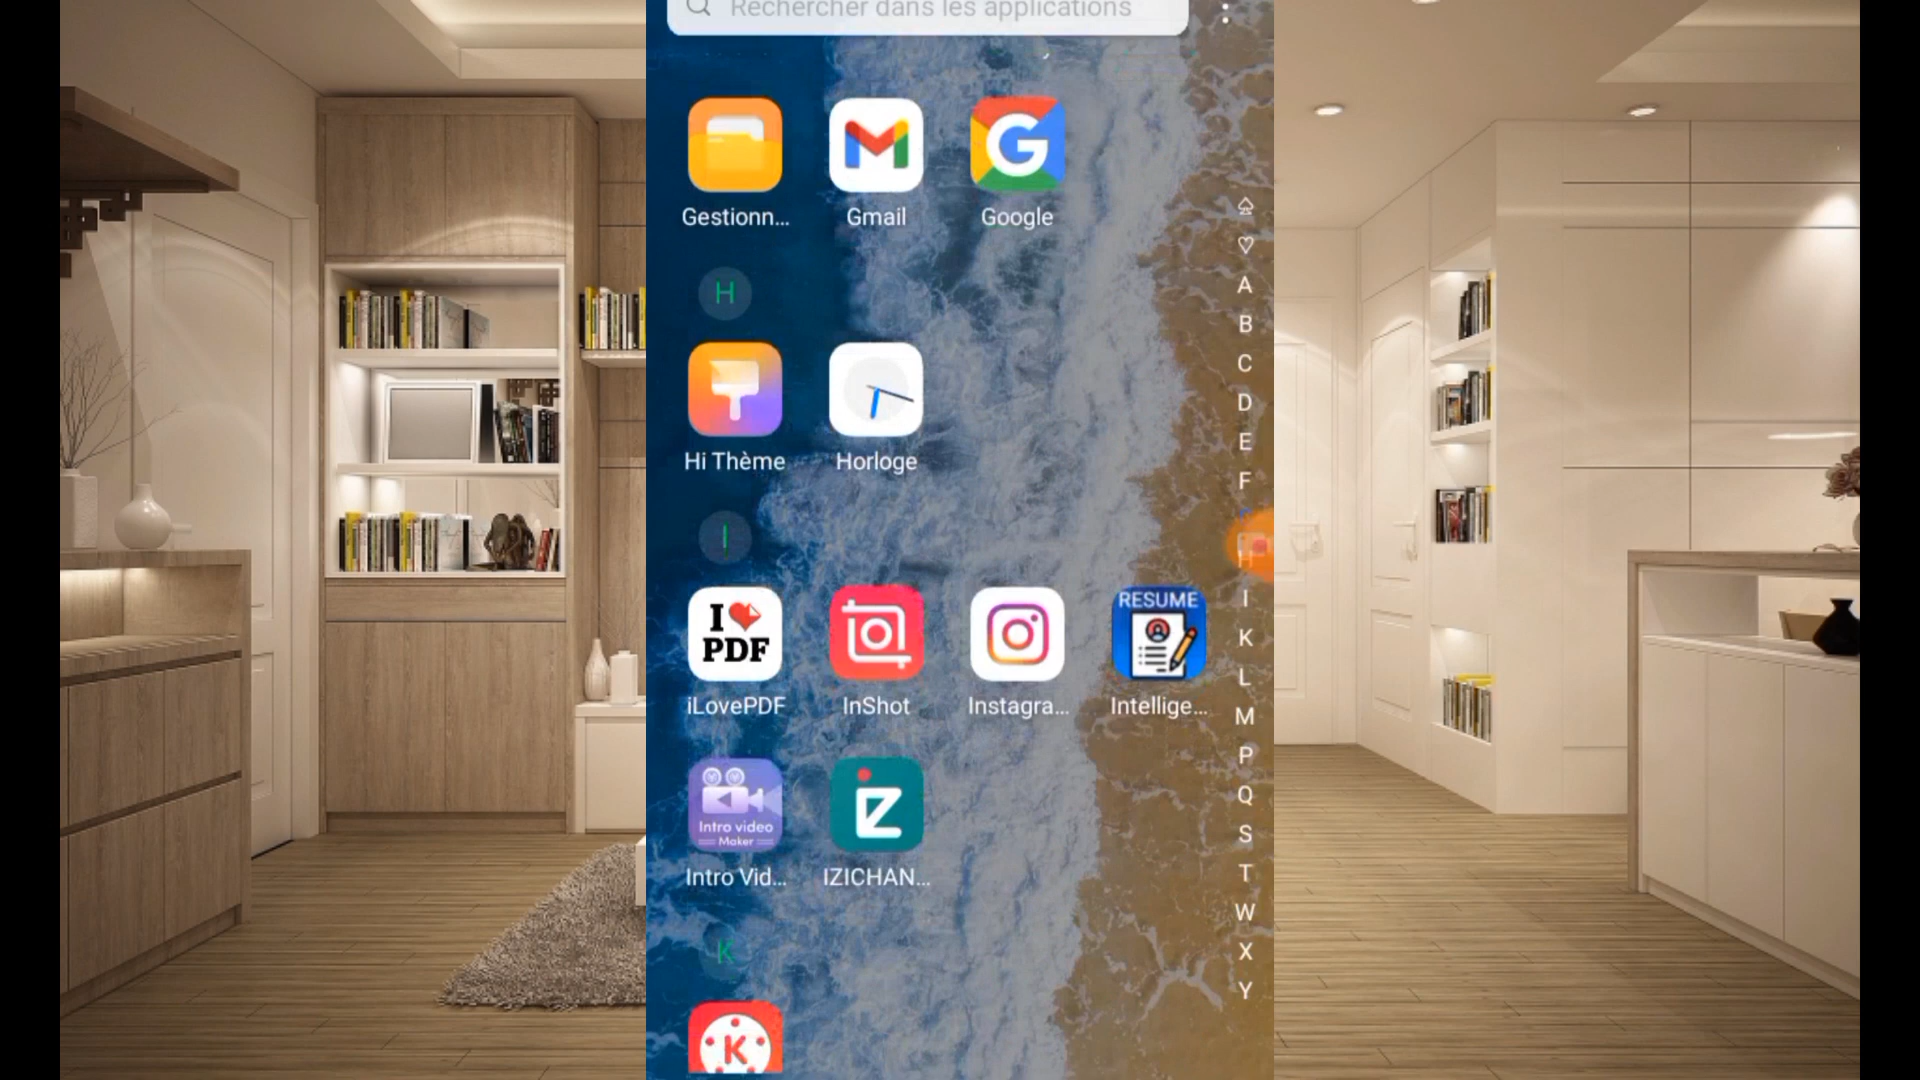 Rechercher dans les applications
Gestionn... Gmail Google
H
Hi Thème Horloge
I
I PDF
RESUME
iLovePDF InShot Instagra... Intellige...
Intro video
Maker
Intro Vid... IZICHAN...
K
K
A
B
C
D
E
F
H
I
K
L
M
P
Q
S
T
W
X
Y